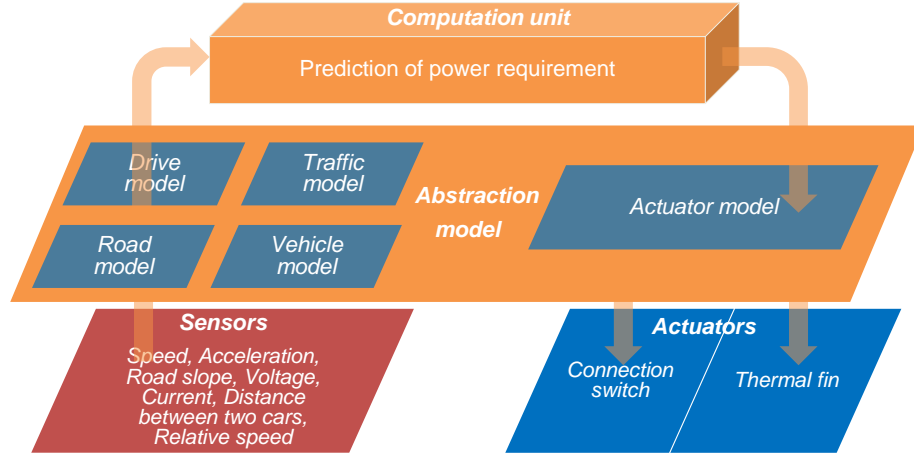 Computation unit
Prediction of power requirement
Drive
model
Traffic
model
Road
model
Vehicle
model
Abstraction
model
Actuator model
Sensors
Speed, Acceleration,
Road slope, Voltage,
Current, Distance
between two cars,
Relative speed
Actuators
Connection
switch
Thermal fin